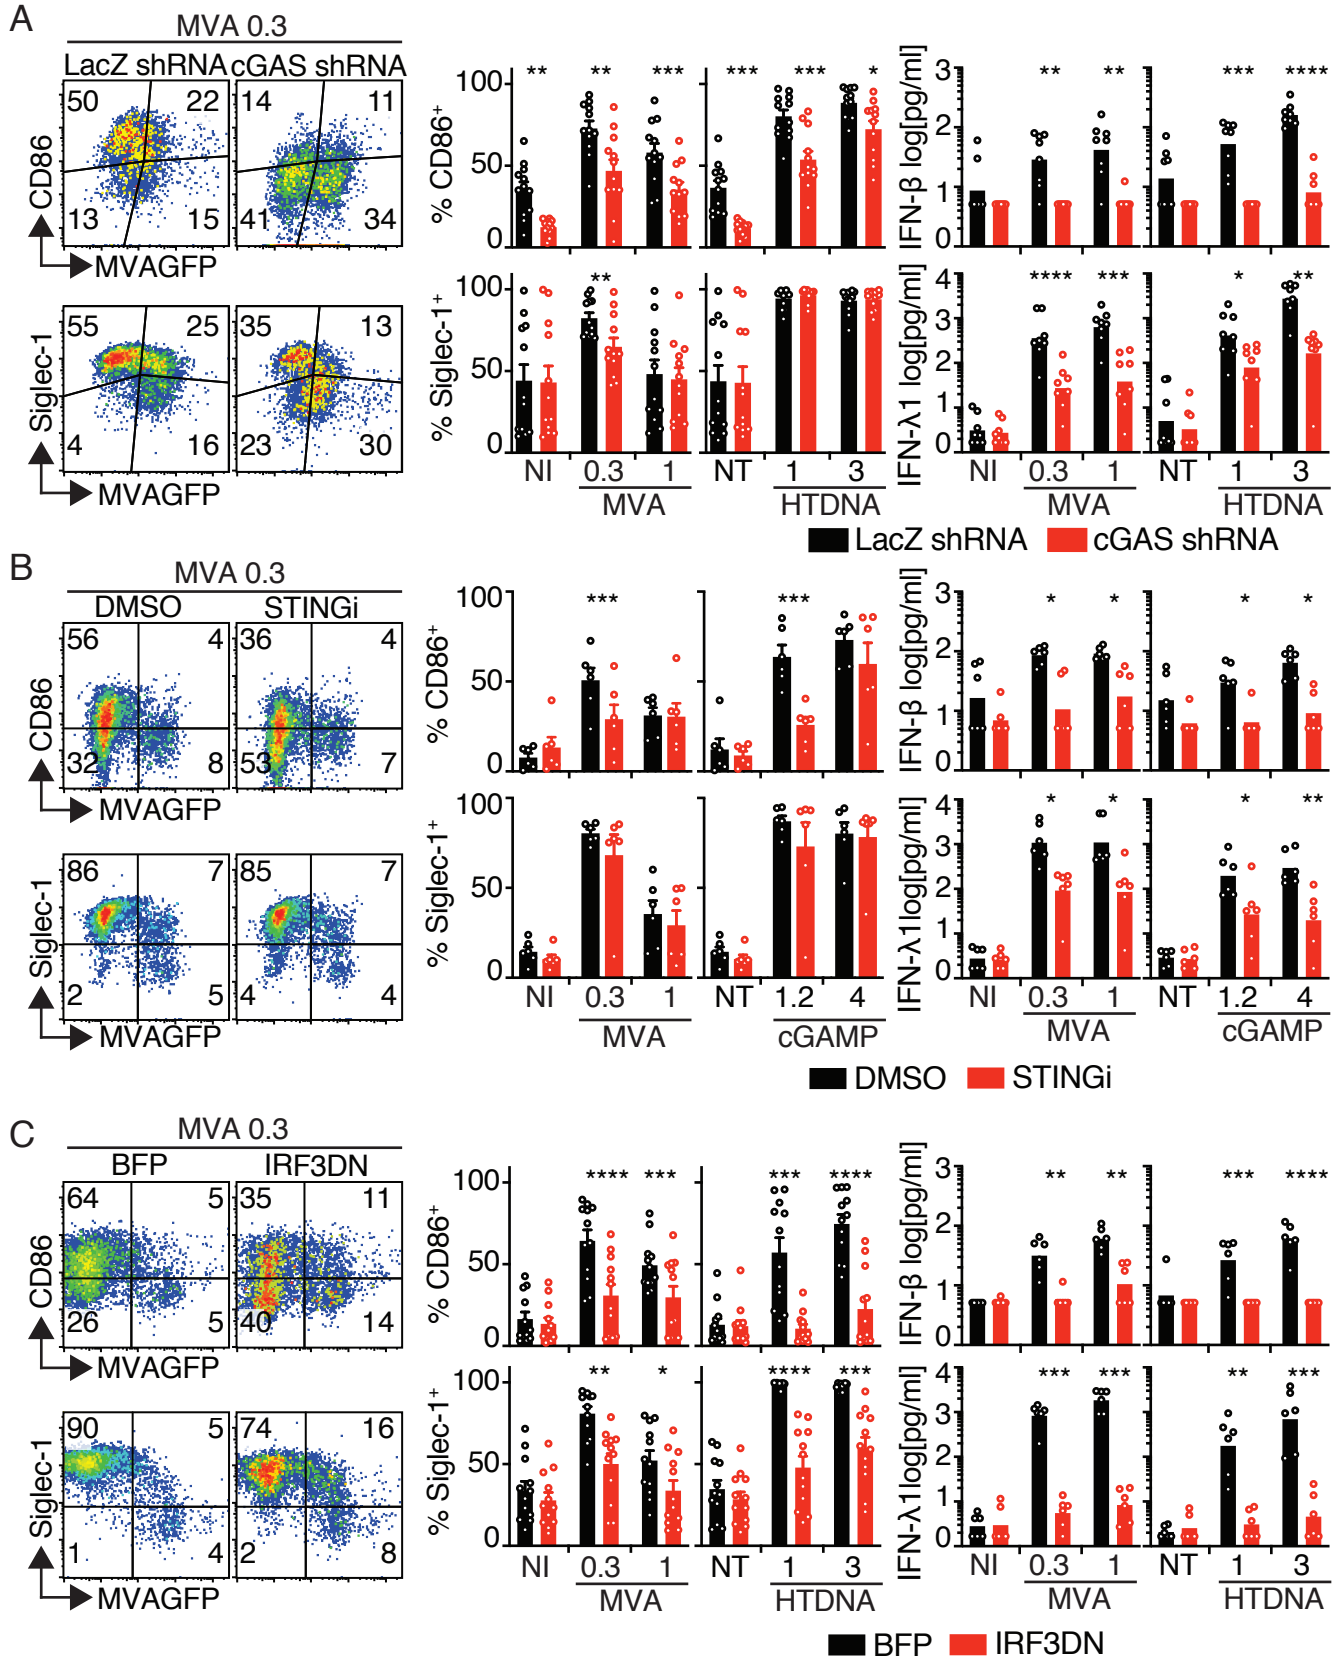 A
MVA 0.3
LacZ shRNA cGAS shRNA
50 22 14 11
13 15 41 34
CD86
MVAGFP
55 25 35 13
4 16 23 30
Siglec-1
MVAGFP
100
50
0
% CD86+
** ** *** *** *** *
100
50
0
% Siglec-1+
**
NI 0.3 1 NT 1 3
MVA HTDNA
3
2
1
0
IFN-β log[pg/ml]
** ** *** ****
4
3
2
1
0
IFN-λ1 log[pg/ml]
**** *** * **
NI 0.3 1 NT 1 3
MVA HTDNA
LacZ shRNA cGAS shRNA
B
MVA 0.3
DMSO STINGi
56 4 36 4
32 8 53 7
CD86
MVAGFP
86 7 85 7
2 5 4 4
Siglec-1
MVAGFP
100
50
0
% CD86+
*** ***
100
50
0
% Siglec-1+
NI 0.3 1 NT 1.2 4
MVA cGAMP
3
2
1
0
IFN-β log[pg/ml]
* * * *
4
3
2
1
0
IFN-λ1log[pg/ml]
* * * **
NI 0.3 1 NT 1.2 4
MVA cGAMP
DMSO STINGi
C
MVA 0.3
BFP IRF3DN
64 5 35 11
26 5 40 14
CD86
MVAGFP
90 5 74 16
1 4 2 8
Siglec-1
MVAGFP
100
50
0
% CD86+
**** *** *** ****
100
50
0
% Siglec-1+
** * **** ***
NI 0.3 1 NT 1 3
MVA HTDNA
3
2
1
0
IFN-β log[pg/ml]
** ** *** ****
4
3
2
1
0
IFN-λ1log[pg/ml]
*** *** ** ***
NI 0.3 1 NT 1 3
MVA HTDNA
BFP IRF3DN